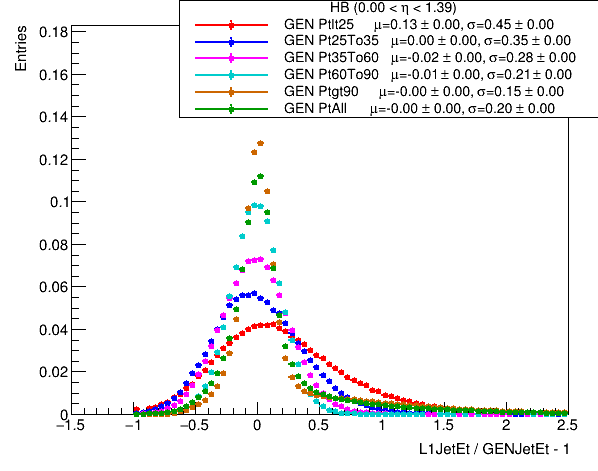 HB (0.00 < η < 1.39)
GEN Ptlt25 μ=0.13 ± 0.00, σ=0.45 ± 0.00
GEN Pt25To35 μ=0.00 ± 0.00, σ=0.35 ± 0.00
GEN Pt35To60 μ=-0.02 ± 0.00, σ=0.28 ± 0.00
GEN Pt60To90 μ=-0.01 ± 0.00, σ=0.21 ± 0.00
GEN Ptgt90 μ=-0.00 ± 0.00, σ=0.15 ± 0.00
GEN PtAll μ=-0.00 ± 0.00, σ=0.20 ± 0.00
Entries
0.18
0.16
0.14
0.12
0.1
0.08
0.06
0.04
0.02
0
−1.5 −1 −0.5 0 0.5 1 1.5 2 2.5
L1JetEt / GENJetEt - 1